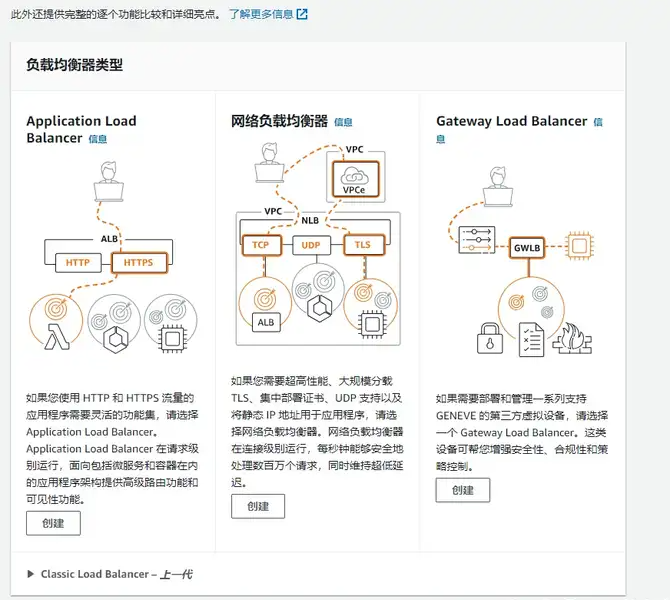 此外还提供完整的逐个功能比较和详细亮点。 了解更多信息
负载均衡器类型
Application Load
Balancer 信息
ALB
HTTP HTTPS
如果您使用 HTTP 和 HTTPS 流量的
应用程序需要灵活的功能集，请选择
Application Load Balancer。
Application Load Balancer 在请求级
别运行，面向包括微服务和容器在内
的应用程序架构提供高级路由功能和
可见性功能。
创建
网络负载均衡器 信息
VPC
VPCe
VPC
NLB
TCP UDP TLS
ALB
如果您需要超高性能、大规模分载
TLS、集中部署证书、UDP 支持以及
将静态 IP 地址用于应用程序，请选
择网络负载均衡器。网络负载均衡器
在连接级别运行，每秒钟能够安全地
处理数百万个请求，同时维持超低延
迟。
创建
Gateway Load Balancer 信
息
GWLB
如果需要部署和管理一系列支持
GENEVE 的第三方虚拟设备，请选择
一个 Gateway Load Balancer。这类
设备可帮您增强安全性、合规性和策
略控制。
创建
Classic Load Balancer – 上一代